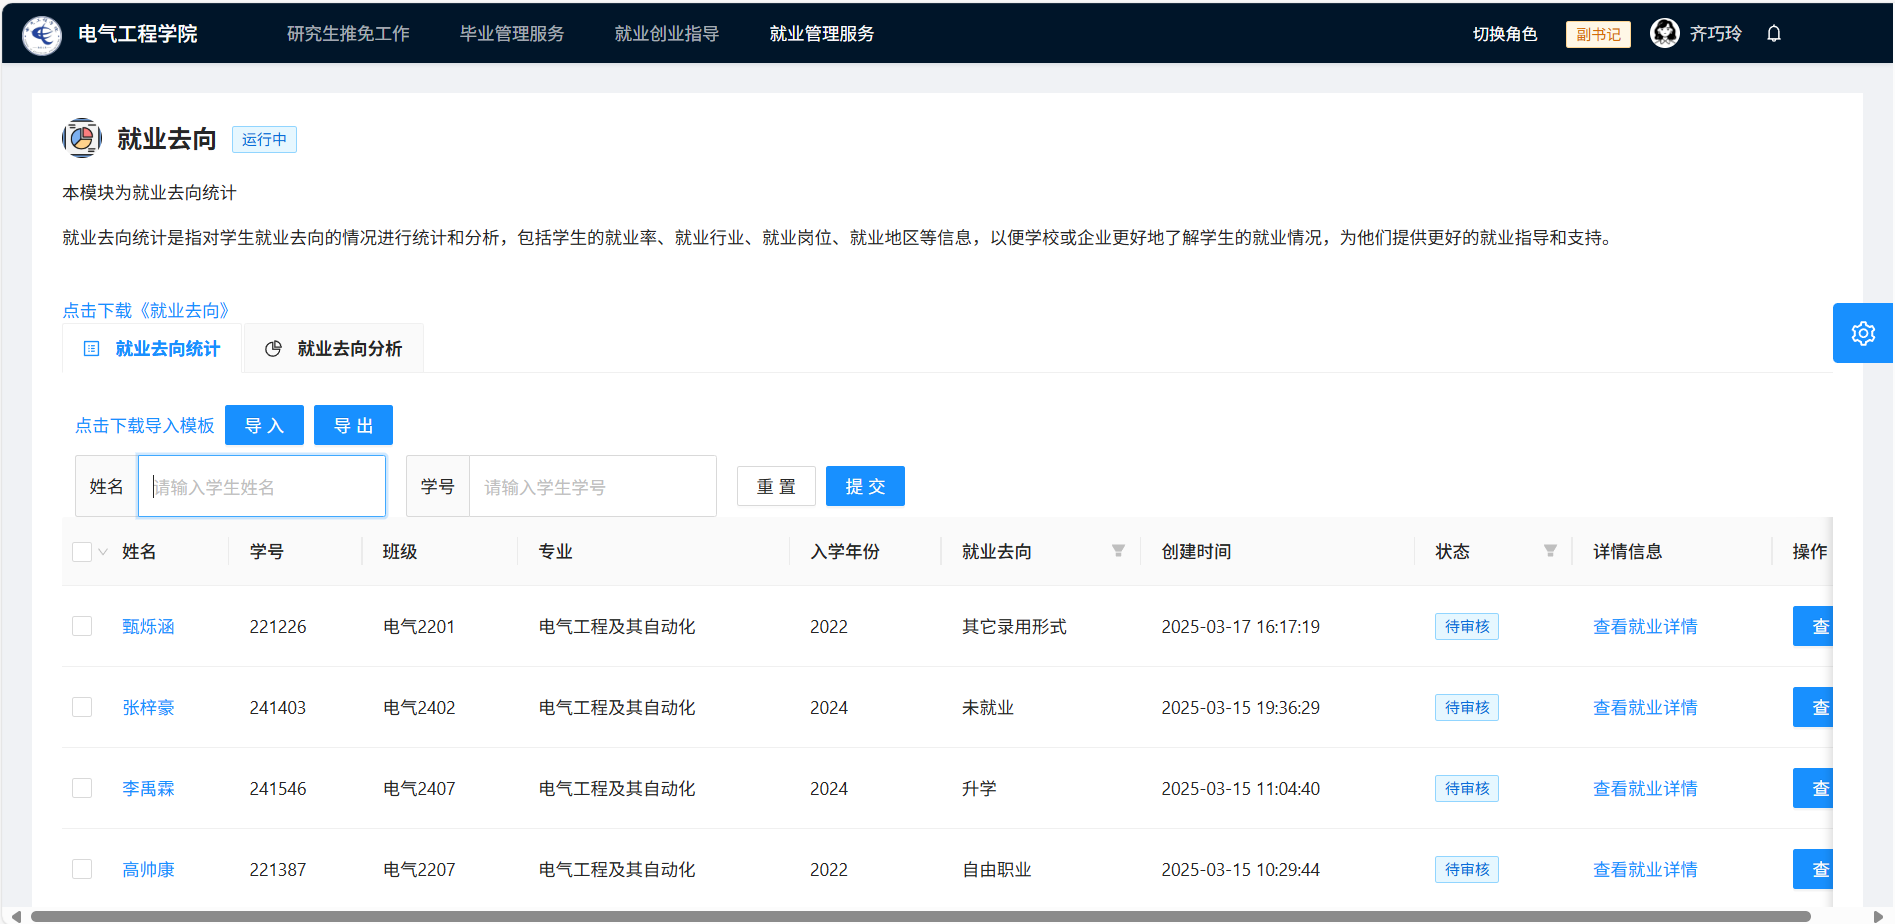 电气工程学院 研究生推免工作 毕业管理服务 就业创业指导 就业管理服务 切换角色 副书记 齐巧玲
就业去向 运行中
本模块为就业去向统计
就业去向统计是指对学生就业去向的情况进行统计和分析，包括学生的就业率、就业行业、就业岗位、就业地区等信息，以便学校或企业更好地了解学生的就业情况，为他们提供更好的就业指导和支持。
点击下载《就业去向》
就业去向统计 就业去向分析
点击下载导入模板 导 入 导 出
姓名 请输入学生姓名 学号 请输入学生学号 重 置 提 交
姓名 学号 班级 专业 入学年份 就业去向 创建时间 状态 详情信息 操作
甄烁涵 221226 电气2201 电气工程及其自动化 2022 其它录用形式 2025-03-17 16:17:19 待审核 查看就业详情 查
张梓豪 241403 电气2402 电气工程及其自动化 2024 未就业 2025-03-15 19:36:29 待审核 查看就业详情 查
李禹霖 241546 电气2407 电气工程及其自动化 2024 升学 2025-03-15 11:04:40 待审核 查看就业详情 查
高帅康 221387 电气2207 电气工程及其自动化 2022 自由职业 2025-03-15 10:29:44 待审核 查看就业详情 查